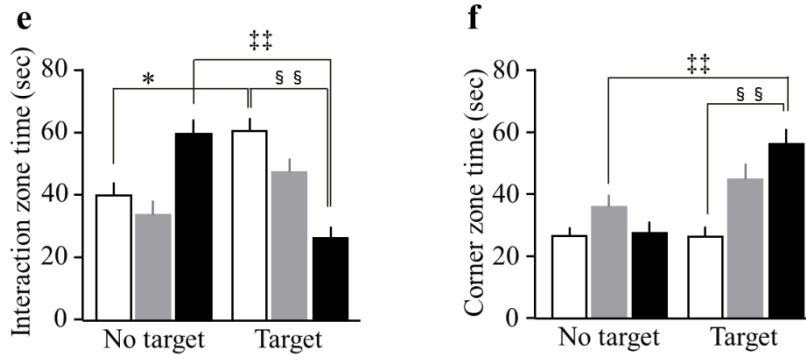 e
Interaction zone time (sec)
80
60
40
20
0
*
‡‡
§ §
No target
Target
f
Corner zone time (sec)
80
60
40
20
0
‡‡
§ §
No target
Target